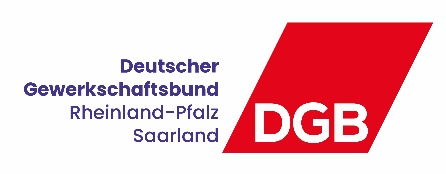 Deutscher
Gewerkschaftsbund
Rheinland-Pfalz
Saarland
DGB